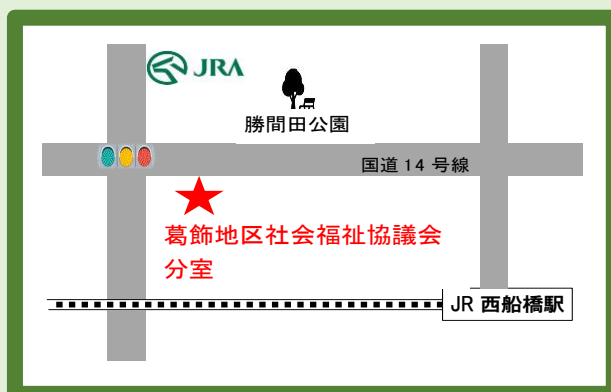 JRA
勝間田公園
国道 14 号線
葛飾地区社会福祉協議会
分室
JR 西船橋駅